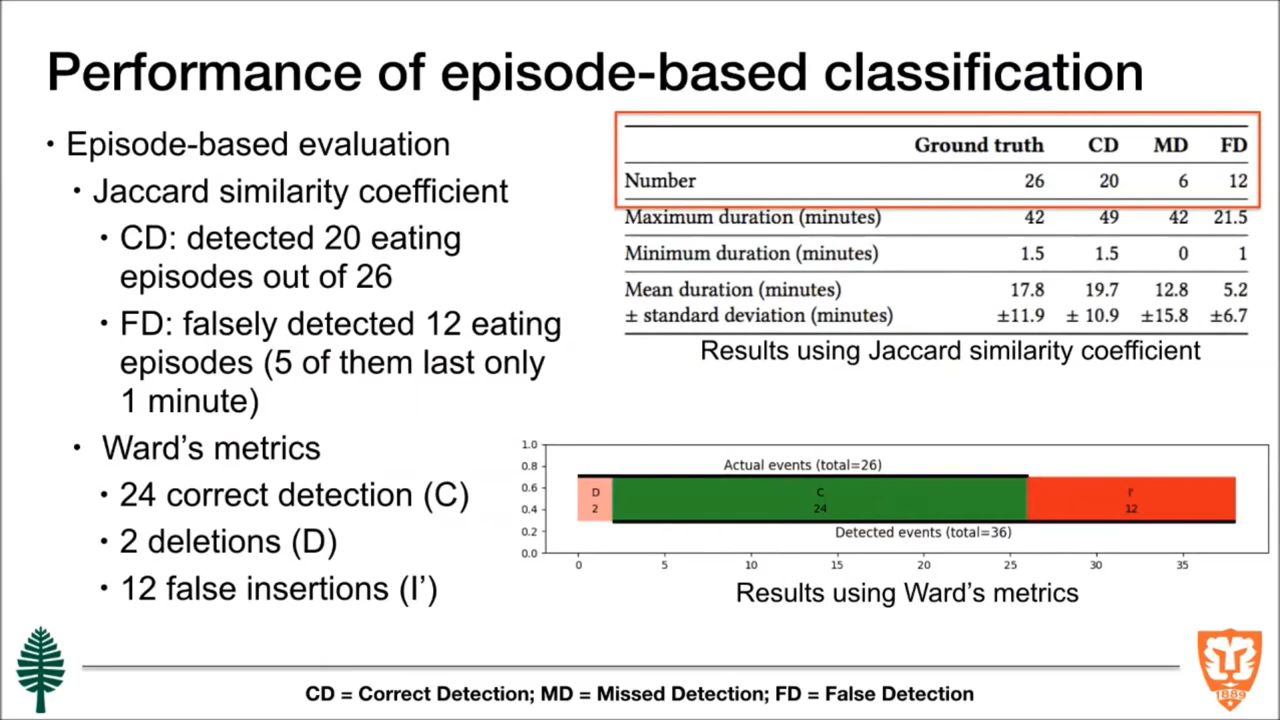 Performance of episode-based classification
• Episode-based evaluation
• Jaccard similarity coefficient
• CD: detected 20 eating
episodes out of 26
• FD: falsely detected 12 eating
episodes (5 of them last only
1 minute)
• Ward’s metrics
• 24 correct detection (C)
• 2 deletions (D)
• 12 false insertions (I’)
Ground truth CD MD FD
Number 26 20 6 12
Maximum duration (minutes) 42 49 42 21.5
Minimum duration (minutes) 1.5 1.5 0 1
Mean duration (minutes) 17.8 19.7 12.8 5.2
± standard deviation (minutes) ±11.9 ± 10.9 ±15.8 ±6.7
Results using Jaccard similarity coefficient
1.0
0.8
0.6
0.4
0.2
0.0
Actual events (total=26)
D C I'
2 24 12
Detected events (total=36)
0 5 10 15 20 25 30 35
Results using Ward’s metrics
CD = Correct Detection; MD = Missed Detection; FD = False Detection
1889